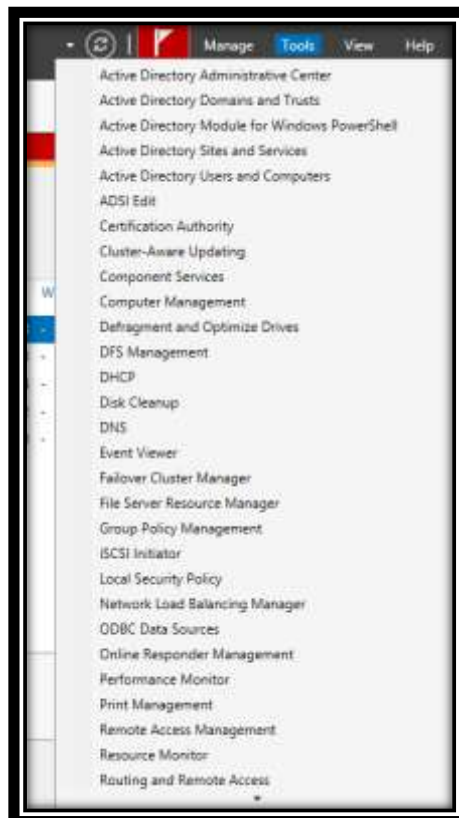 Manage Tools View Help
Active Directory Administrative Center
Active Directory Domains and Trusts
Active Directory Module for Windows PowerShell
Active Directory Sites and Services
Active Directory Users and Computers
ADSI Edit
Certification Authority
Cluster-Aware Updating
Component Services
W
Computer Management
Defragment and Optimize Drives
DFS Management
DHCP
Disk Cleanup
DNS
Event Viewer
Failover Cluster Manager
File Server Resource Manager
Group Policy Management
iSCSI Initiator
Local Security Policy
Network Load Balancing Manager
ODBC Data Sources
Online Responder Management
Performance Monitor
Print Management
Remote Access Management
Resource Monitor
Routing and Remote Access